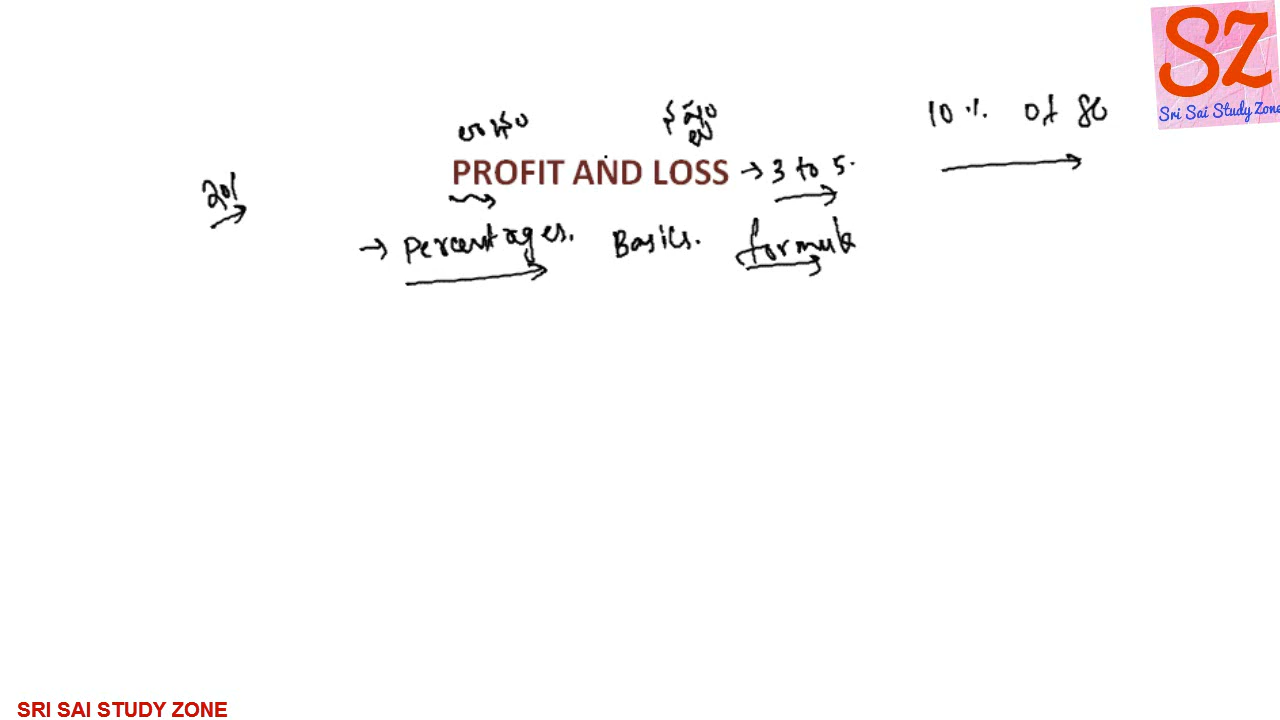 SZ
Sri Sai Study Zone
10 % of 80
లాభం నష్టం
PROFIT AND LOSS → 3 to 5.
→ Percentages. Basics. formula
SRI SAI STUDY ZONE